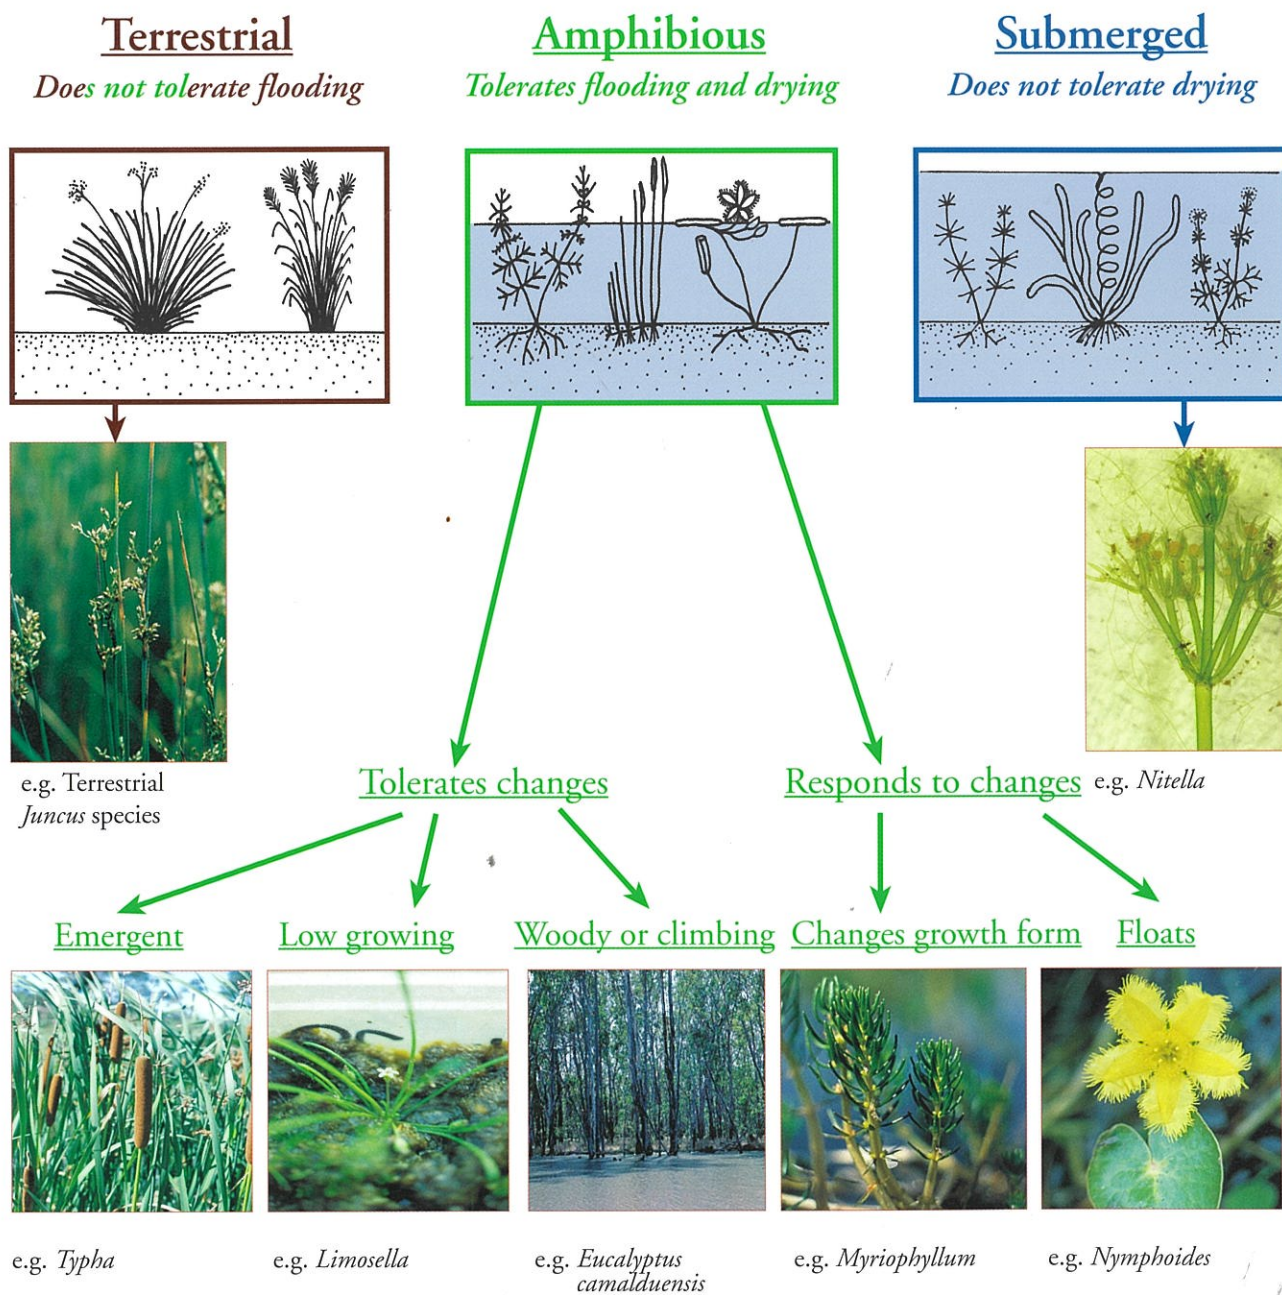 Terrestrial
Does not tolerate flooding
Amphibious
Tolerates flooding and drying
Submerged
Does not tolerate drying
e.g. Terrestrial
Juncus species
Tolerates changes
Responds to changes
e.g. Nitella
Emergent
Low growing
Woody or climbing
Changes growth form
Floats
e.g. Typha
e.g. Limosella
e.g. Eucalyptus
camalduensis
e.g. Myriophyllum
e.g. Nymphoides